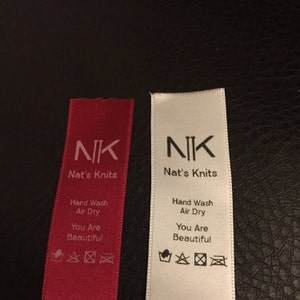 NK
Nat's Knits
Hand Wash
Air Dry
You Are
Beautiful
NK
Nat's Knits
Hand Wash
Air Dry
You Are
Beautiful